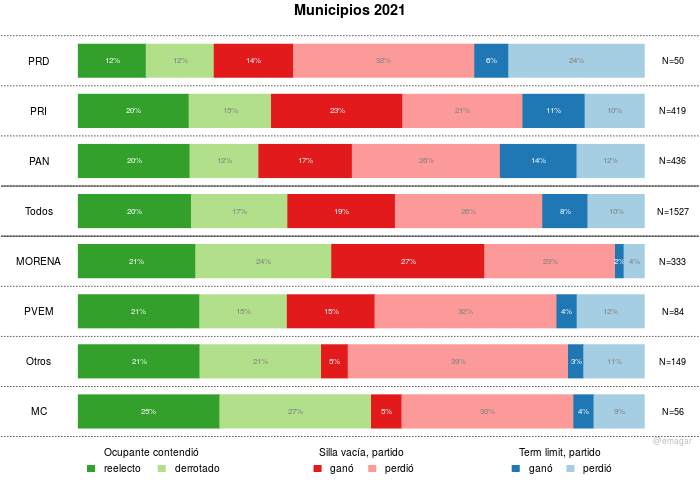 Municipios 2021
PRD 12% 12% 14% 32% 6% 24% N=50
PRI 20% 15% 23% 21% 11% 10% N=419
PAN 20% 12% 17% 26% 14% 12% N=436
Todos 20% 17% 19% 26% 8% 10% N=1527
MORENA 21% 24% 27% 23% 2% 4% N=333
PVEM 21% 15% 15% 32% 4% 12% N=84
Otros 21% 21% 5% 39% 3% 11% N=149
MC 25% 27% 5% 30% 4% 9% N=56
@emagar
Ocupante contendió Silla vacía, partido Term limit, partido
reelecto derrotado ganó perdió ganó perdió